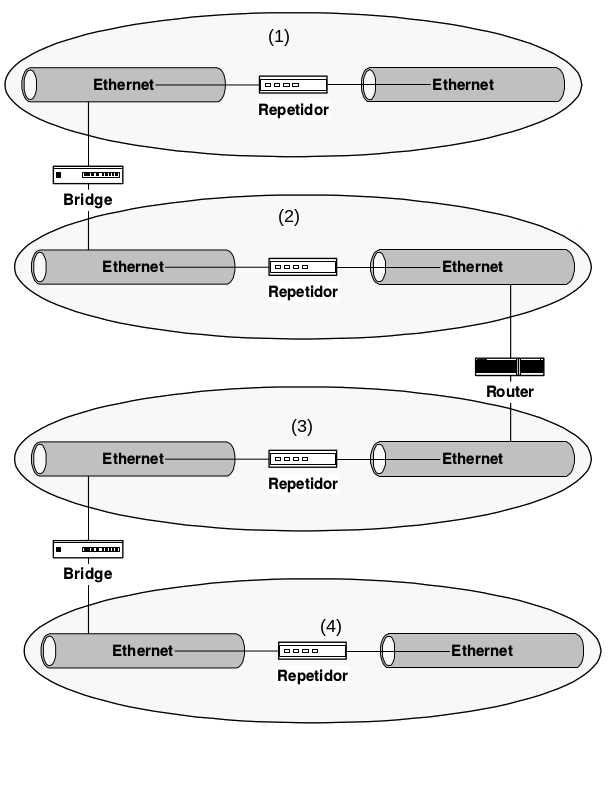 (1)
Ethernet
Ethernet
Repetidor
Bridge
(2)
Ethernet
Ethernet
Repetidor
Router
(3)
Ethernet
Ethernet
Repetidor
Bridge
(4)
Ethernet
Ethernet
Repetidor